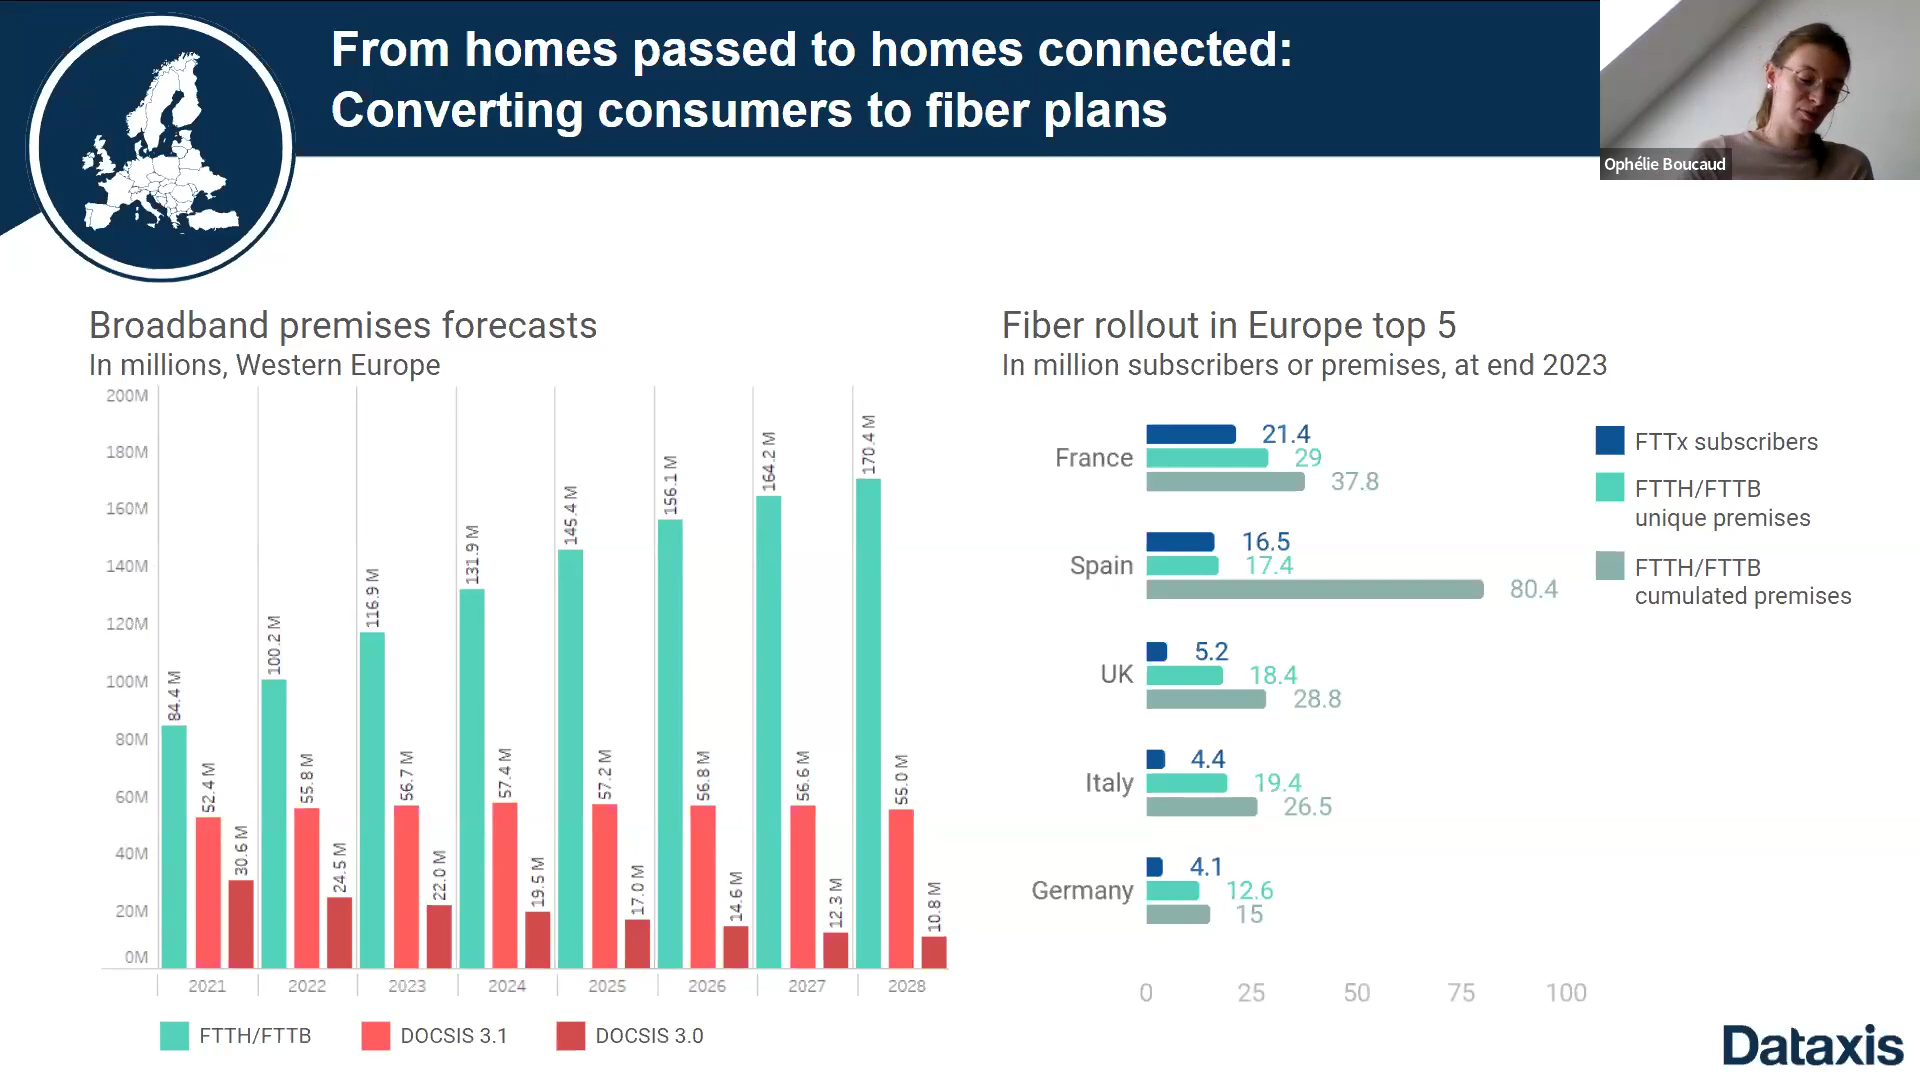 From homes passed to homes connected:
Converting consumers to fiber plans
Ophélie Boucaud
Broadband premises forecasts
In millions, Western Europe
200M
180M
160M
140M
120M
100M
80M
60M
40M
20M
0M
84.4 M
52.4 M
30.6 M
100.2 M
55.8 M
24.5 M
116.9 M
56.7 M
22.0 M
131.9 M
57.4 M
19.5 M
145.4 M
57.2 M
17.0 M
156.1 M
56.8 M
14.6 M
164.2 M
56.6 M
12.3 M
170.4 M
55.0 M
10.8 M
2021 2022 2023 2024 2025 2026 2027 2028
FTTH/FTTB DOCSIS 3.1 DOCSIS 3.0
Fiber rollout in Europe top 5
In million subscribers or premises, at end 2023
France
21.4
29
37.8
Spain
16.5
17.4
80.4
UK
5.2
18.4
28.8
Italy
4.4
19.4
26.5
Germany
4.1
12.6
15
0 25 50 75 100
FTTx subscribers
FTTH/FTTB
unique premises
FTTH/FTTB
cumulated premises
Dataxis